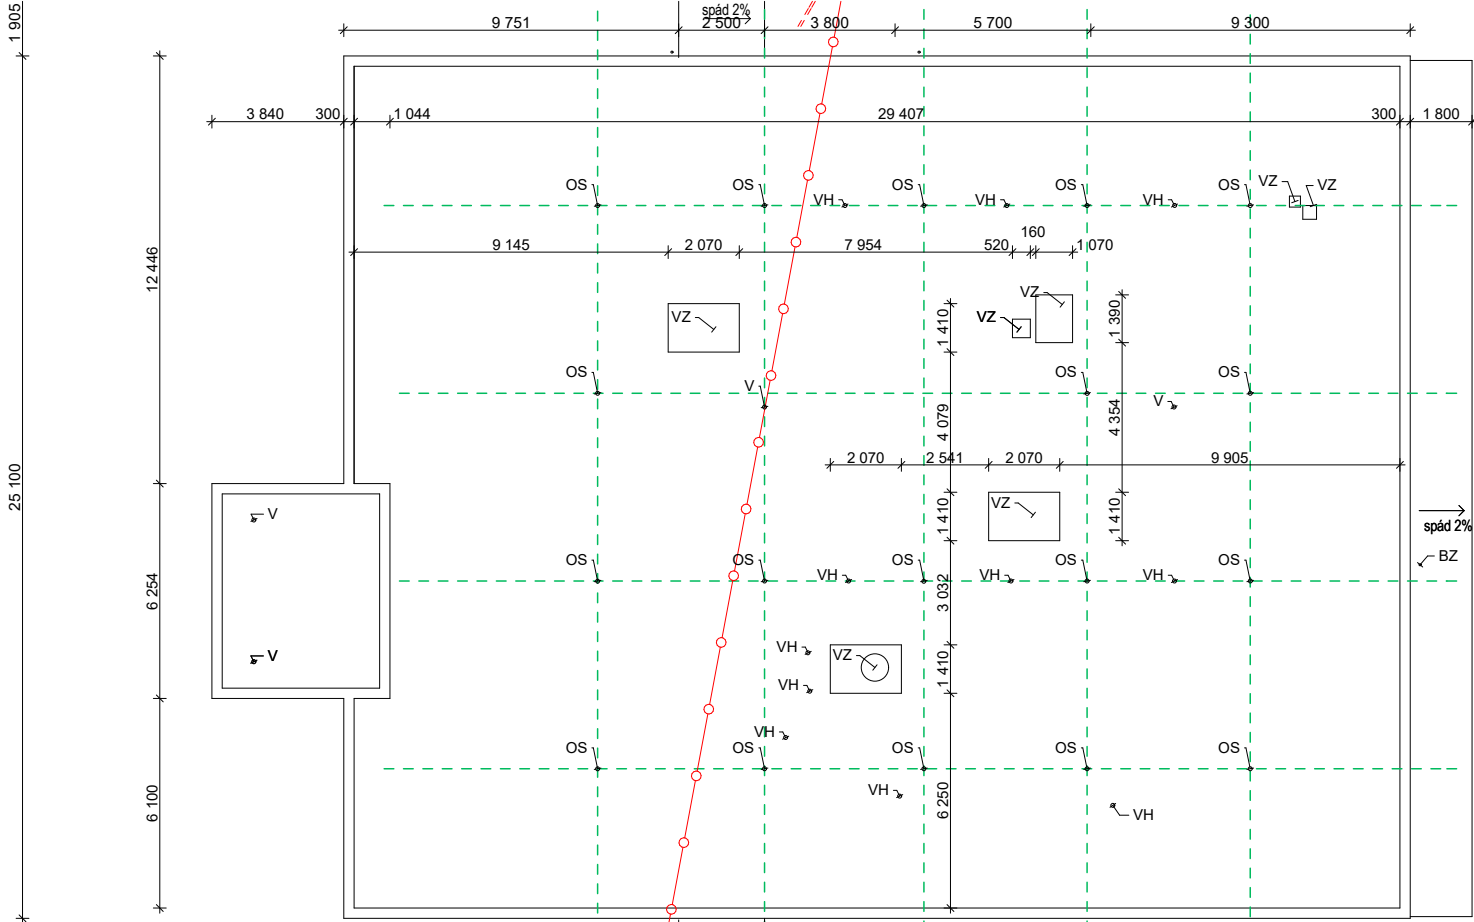 1 905
spád 2%
9 751
2 500
3 800
5 700
9 300
3 840
300
1 044
29 407
300
1 800
OS
OS
VH
OS
VH
OS
VH
OS
VZ
VZ
12 446
9 145
2 070
7 954
520
160
1 070
VZ
1 410
VZ
VZ
1 390
OS
V
OS
V
OS
4 079
4 354
25 100
2 070
2 541
2 070
9 905
V
1 410
VZ
1 410
spád 2%
BZ
OS
OS
VH
OS
VH
OS
VH
OS
6 254
3 032
V
VH
VZ
1 410
VH
VH
OS
OS
OS
OS
OS
6 100
VH
6 250
VH